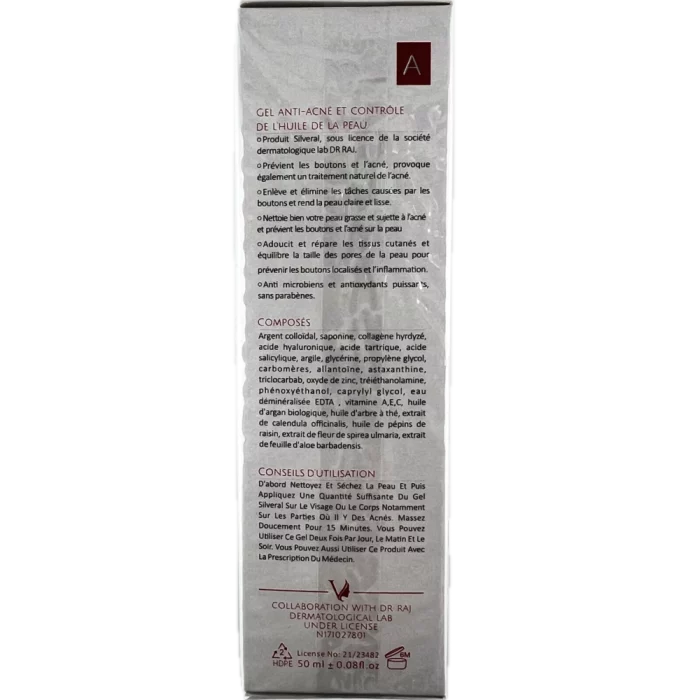 A
GEL ANTI-ACNÉ ET CONTRÔLE
DE L'HUILE DE LA PEAU
o Produit Silveral, sous licence de la société
dermatologique lab DR RAJ.
o Prévient les boutons et l'acné, provoque
également un traitement naturel de l'acné.
o Enlève et élimine les tâches causées par les
boutons et rend la peau claire et lisse.
o Nettoie bien votre peau grasse et sujette à l'acné
et prévient les boutons et l'acné sur la peau
o Adoucit et répare les tissus cutanés et
équilibre la taille des pores de la peau pour
prévenir les boutons localisés et l'inflammation.
o Anti microbiens et antioxydants puissants,
sans parabènes.
COMPOSÉS
Argent colloïdal, saponine, collagène hyrdyzé,
acide hyaluronique, acide tartrique, acide
salicylique, argile, glycérine, propylène glycol,
carbomères, allantoïne, astaxanthine,
triclocarbab, oxyde de zinc, tréiéthanolamine,
phénoxyéthanol, caprylyl glycol, eau
déminéralisée EDTA , vitamine A,E,C, huile
d'argan biologique, huile d'arbre à thé, extrait
de calendula officinalis, huile de pépins de
raisin, extrait de fleur de spirea ulmaria, extrait
de feuille d'aloe barbadensis.
CONSEILS D'UTILISATION
D'abord Nettoyez Et Séchez La Peau Et Puis
Appliquez Une Quantité Suffisante Du Gel
Silveral Sur Le Visage Ou Le Corps Notamment
Sur Les Parties Où Il Y Des Acnés. Massez
Doucement Pour 15 Minutes. Vous Pouvez
Utiliser Ce Gel Deux Fois Par Jour, Le Matin Et Le
Soir. Vous Pouvez Aussi Utiliser Ce Produit Avec
La Prescription Du Médecin.
COLLABORATION WITH DR RAJ
DERMATOLOGICAL LAB
UNDER LICENSE
N171027801
2 License No: 21/23482 6M
HDPE 50 ml ± 0.08fl.oz